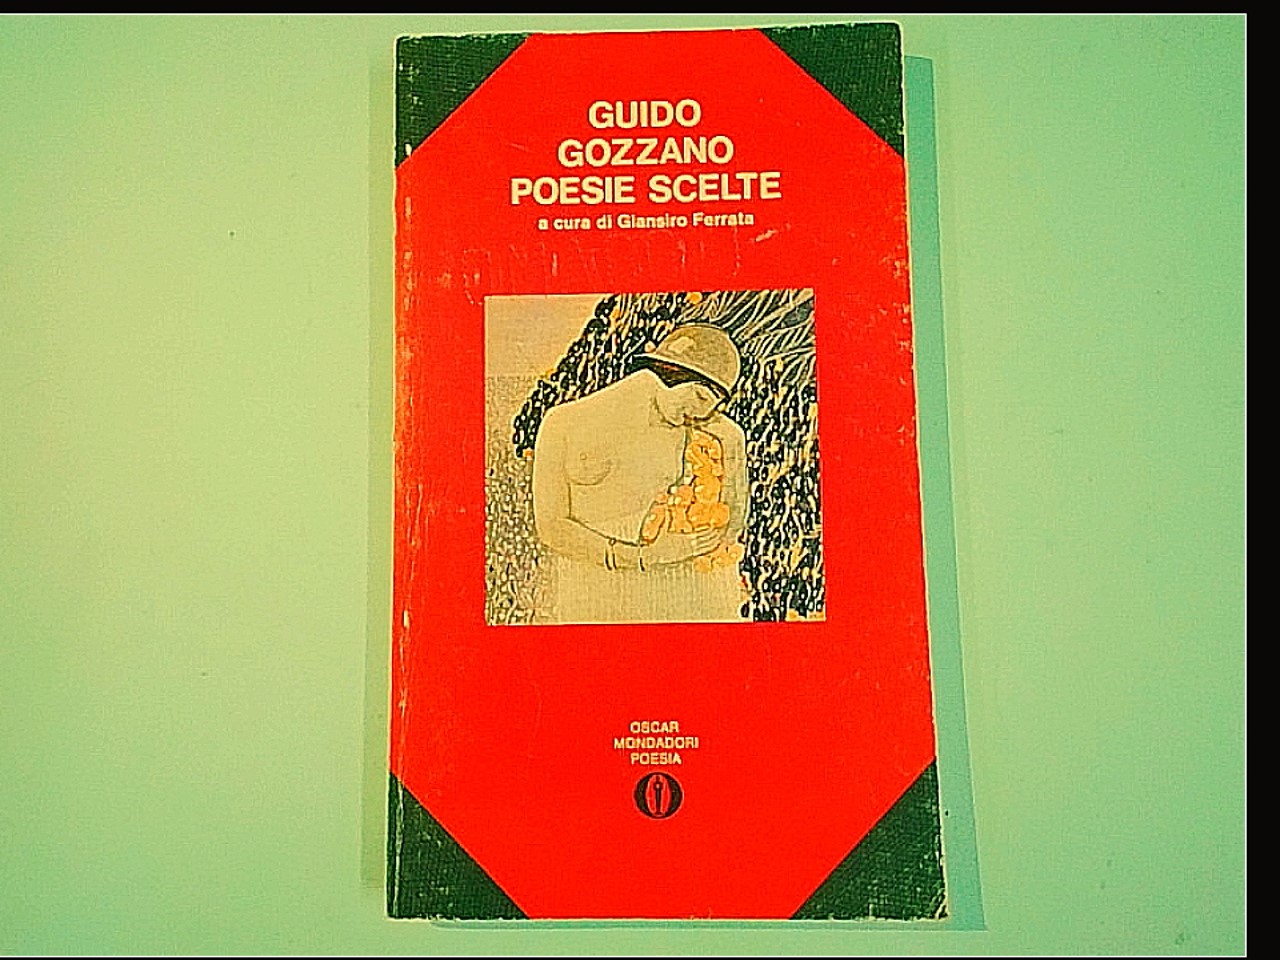 GUIDO
GOZZANO
POESIE SCELTE
a cura di Giansiro Ferrata
OSCAR
MONDADORI
POESIA